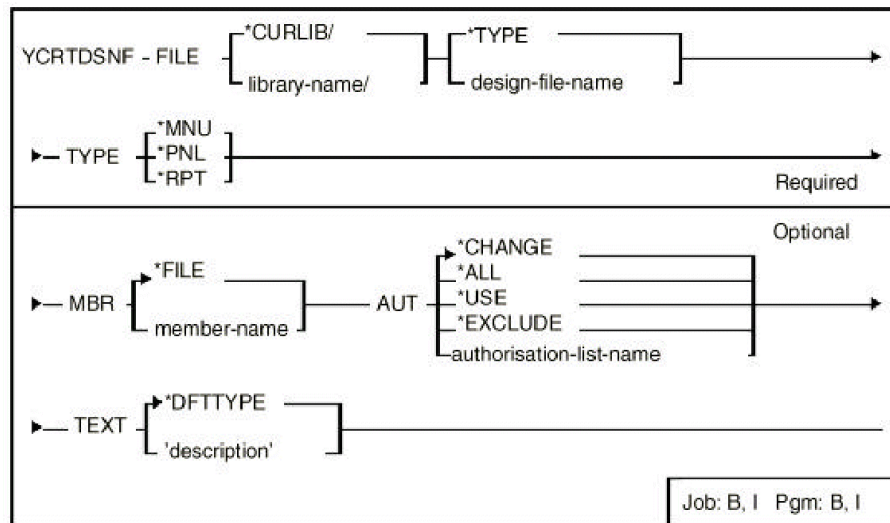 *CURLIB/
*TYPE
YCRTDSNF - FILE
library-name/
design-file-name
*MNU
TYPE
*PNL
*RPT
Required
Optional
*CHANGE
*FILE
*ALL
MBR
AUT
*USE
member-name
*EXCLUDE
authorisation-list-name
*DFTTYPE
TEXT
'description'
Job: B, I Pgm: B, I